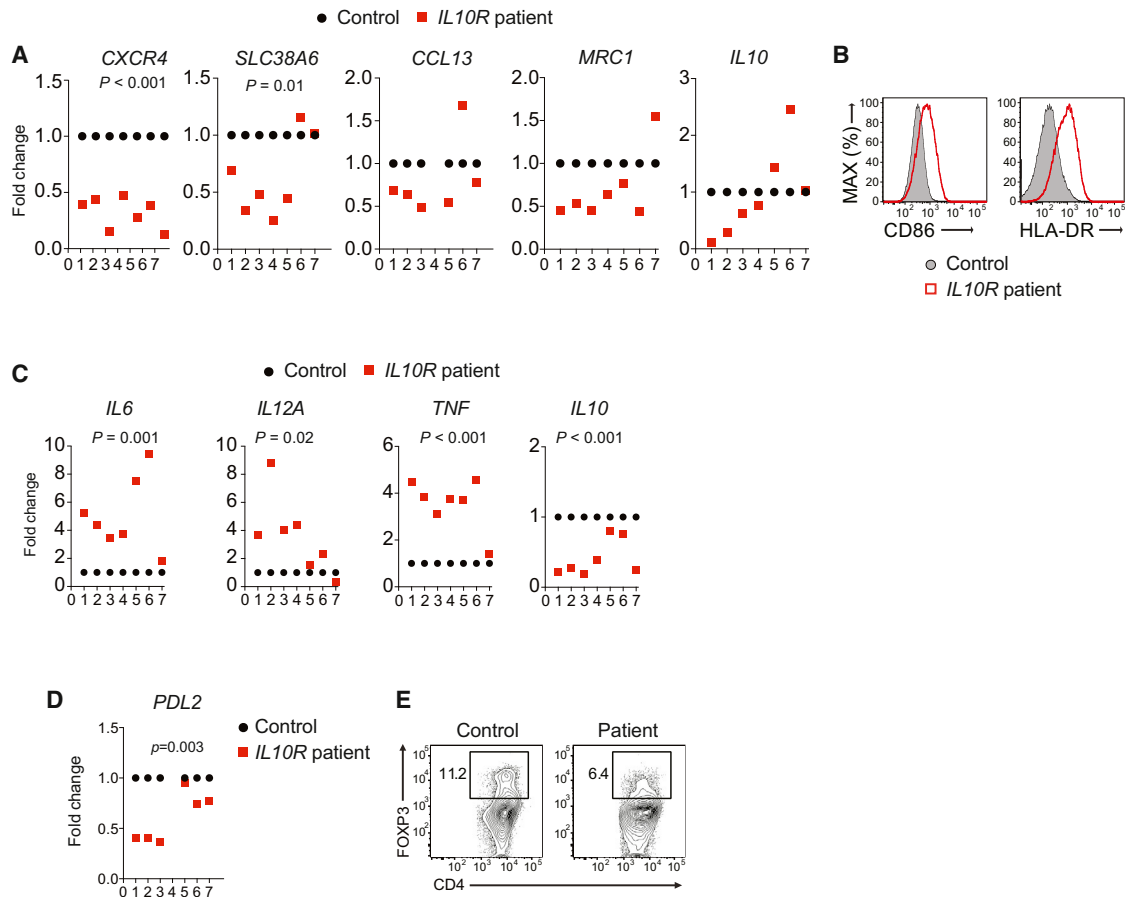 ● Control ■ IL10R patient
A
CXCR4 SLC38A6 CCL13 MRC1 IL10
P < 0.001 P = 0.01
Fold change
1.5 1.0 0.5 0.0
1.5 1.0 0.5 0.0
2.0 1.5 1.0 0.5 0.0
2.0 1.5 1.0 0.5 0.0
3 2 1 0
0 1 2 3 4 5 6 7
0 1 2 3 4 5 6 7
0 1 2 3 4 5 6 7
0 1 2 3 4 5 6 7
0 1 2 3 4 5 6 7
B
MAX (%)
100 80 60 40 20 0
100 80 60 40 20 0
10² 10³ 10⁴ 10⁵
10² 10³ 10⁴ 10⁵
CD86 HLA-DR
Control
IL10R patient
C
● Control ■ IL10R patient
IL6 IL12A TNF IL10
P = 0.001 P = 0.02 P < 0.001 P < 0.001
Fold change
10 8 6 4 2 0
10 8 6 4 2 0
6 4 2 0
2 1 0
0 1 2 3 4 5 6 7
0 1 2 3 4 5 6 7
0 1 2 3 4 5 6 7
0 1 2 3 4 5 6 7
D
PDL2
● Control
■ IL10R patient
p=0.003
Fold change
1.5 1.0 0.5 0.0
0 1 2 3 4 5 6 7
E
Control Patient
FOXP3
10⁵ 10⁴ 10³ 10²
10⁵ 10⁴ 10³ 10²
11.2 6.4
10² 10³ 10⁴ 10⁵
10² 10³ 10⁴ 10⁵
CD4